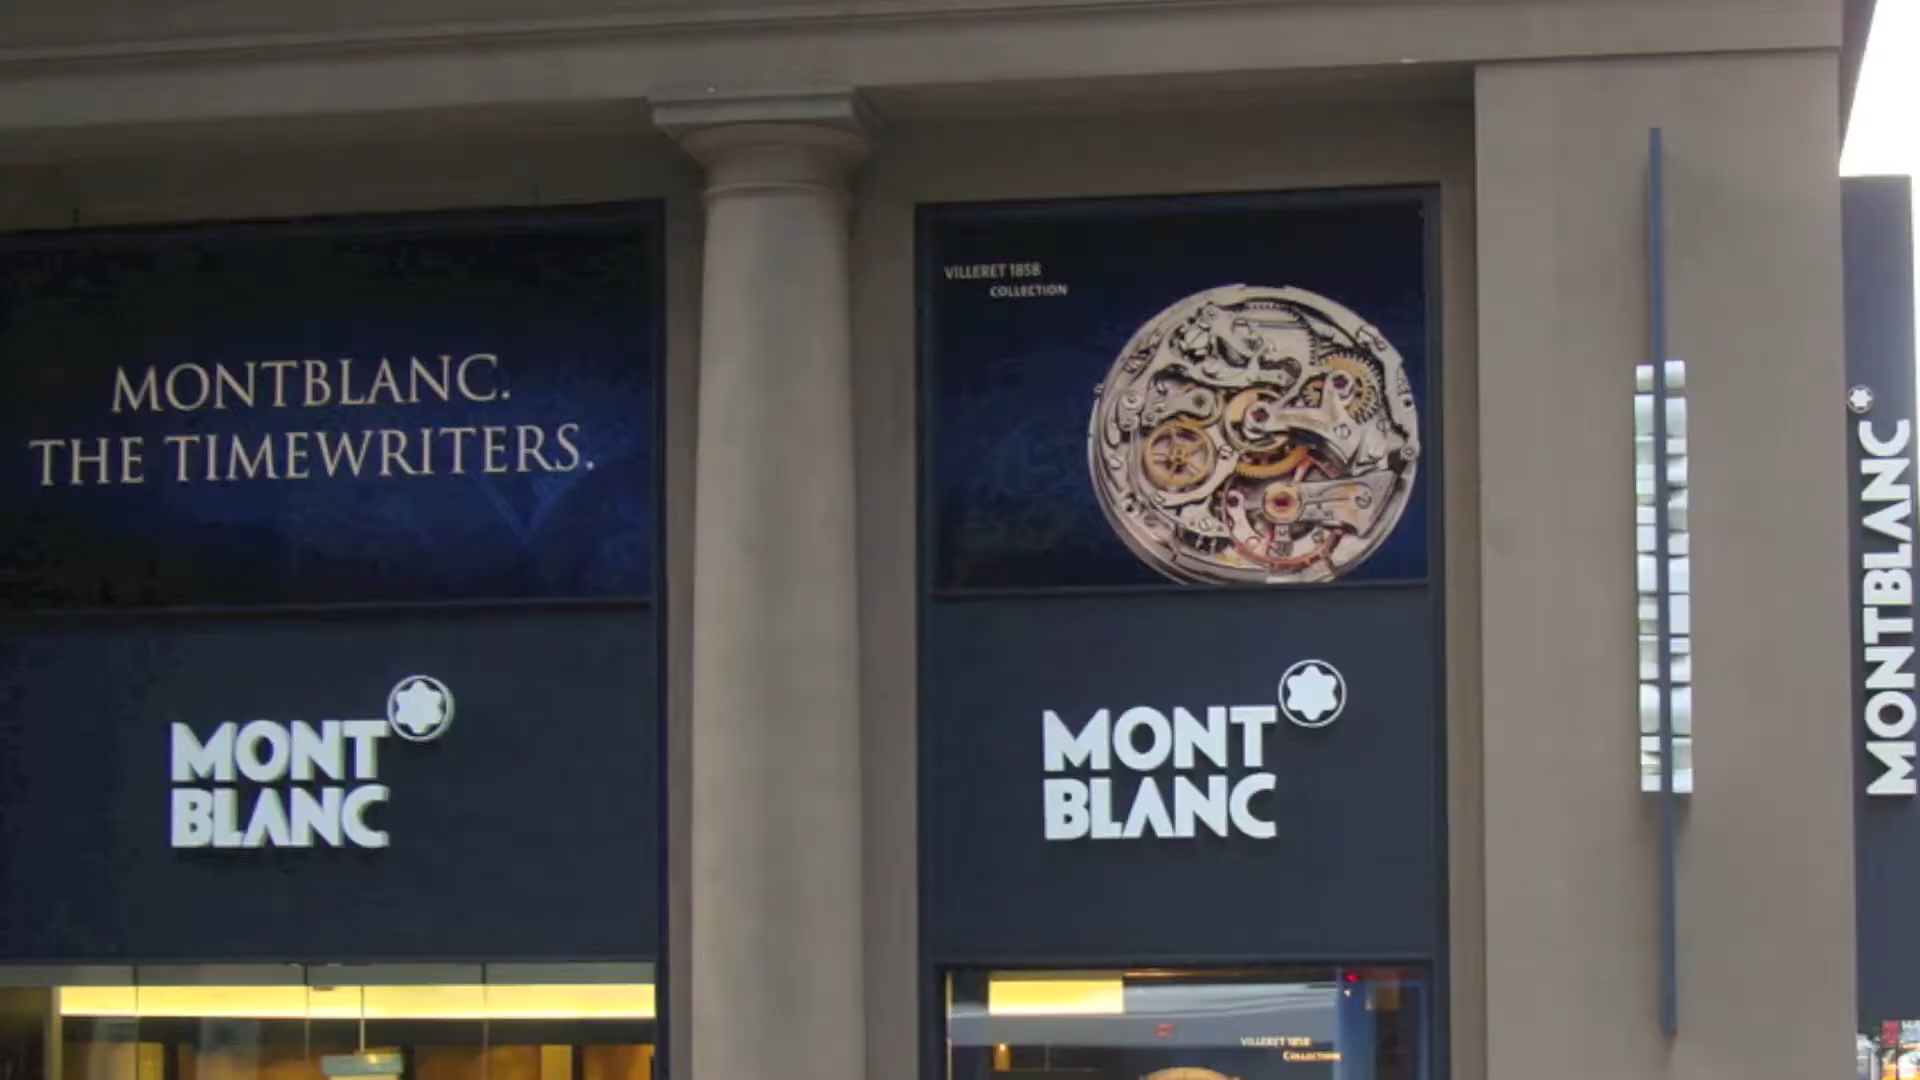 MONTBLANC.
THE TIMEWRITERS.
MONT
BLANC
VILLERET 1858
COLLECTION
MONT
BLANC
VILLERET 1858
COLLECTION
MONTBLANC